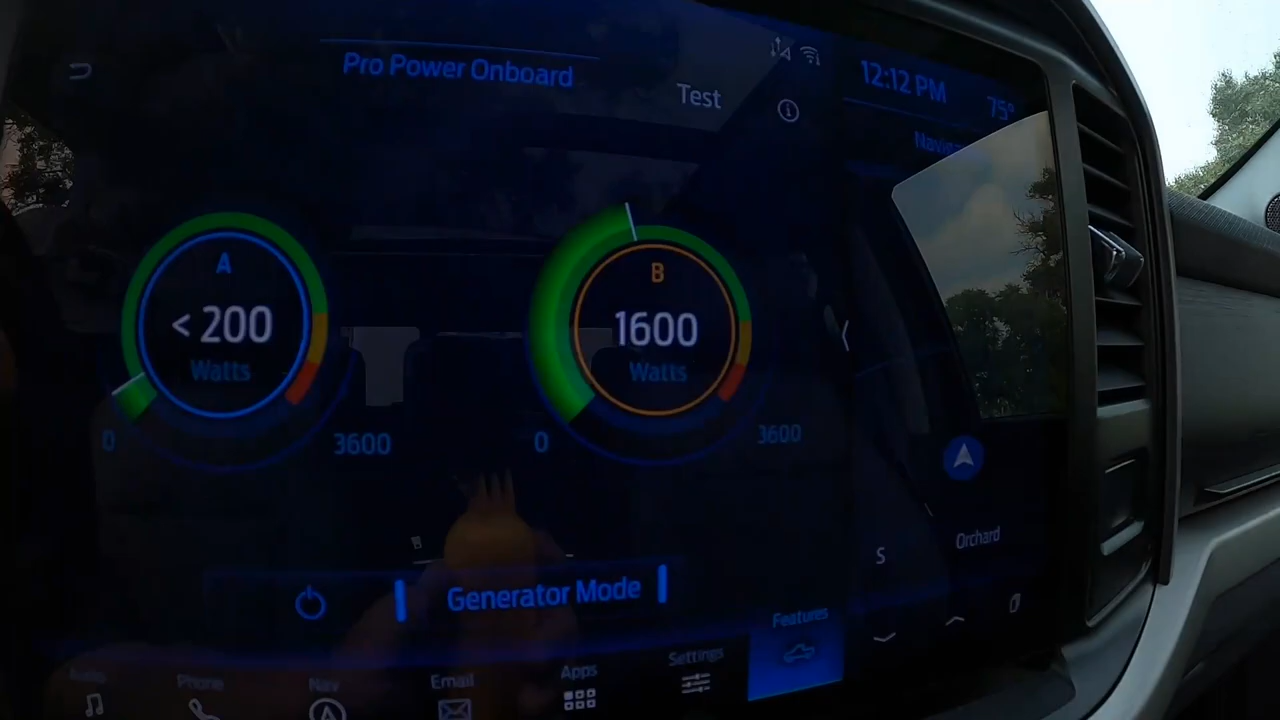 Pro Power Onboard
Test
12:12 PM
75°
A
< 200
Watts
0
3600
B
1600
Watts
0
3600
Generator Mode
S
Orchard
Audio
Phone
Nav
Email
Apps
Settings
Features